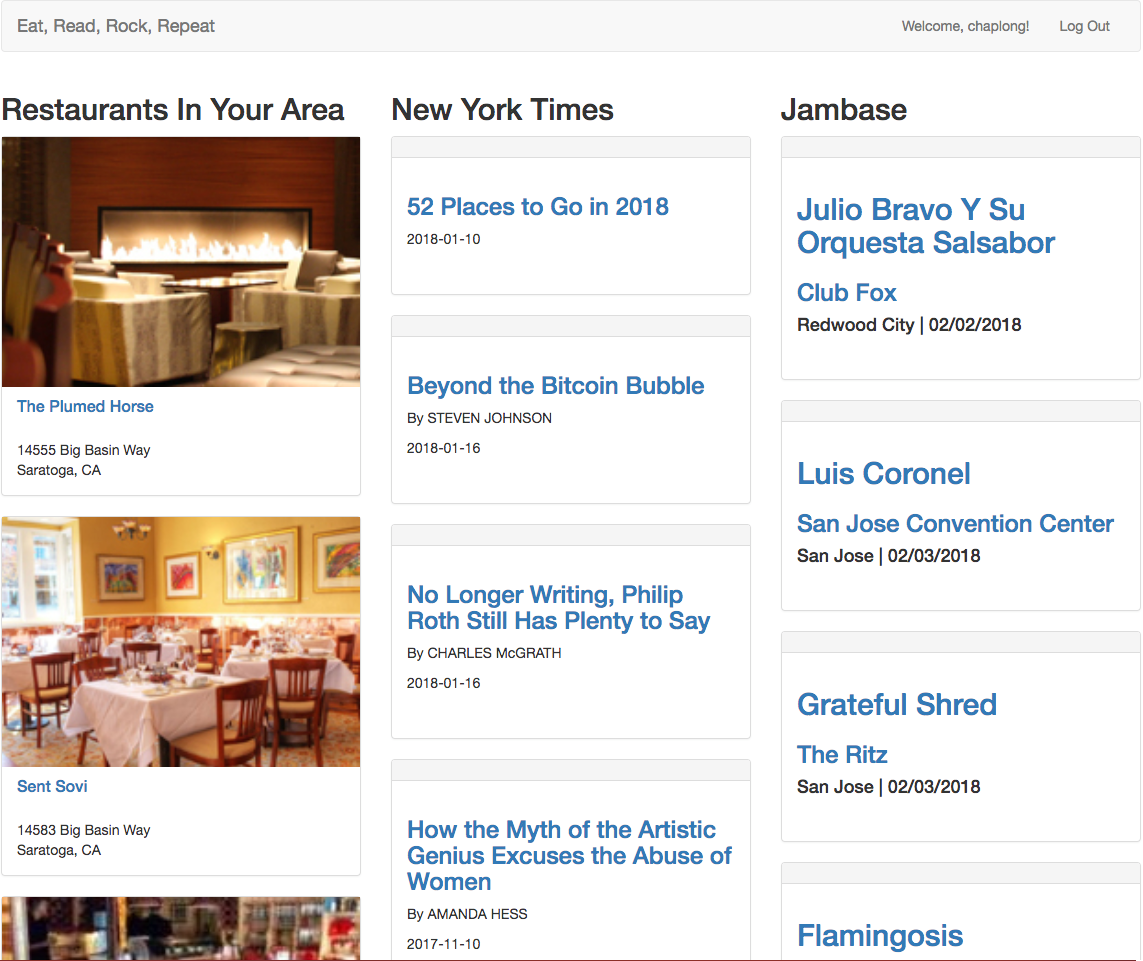 Eat, Read, Rock, Repeat
Welcome, chaplong!
Log Out
Restaurants In Your Area
The Plumed Horse
14555 Big Basin Way
Saratoga, CA
Sent Sovi
14583 Big Basin Way
Saratoga, CA
New York Times
52 Places to Go in 2018
2018-01-10
Beyond the Bitcoin Bubble
By STEVEN JOHNSON
2018-01-16
No Longer Writing, Philip
Roth Still Has Plenty to Say
By CHARLES McGRATH
2018-01-16
How the Myth of the Artistic
Genius Excuses the Abuse of
Women
By AMANDA HESS
2017-11-10
Jambase
Julio Bravo Y Su
Orquesta Salsabor
Club Fox
Redwood City | 02/02/2018
Luis Coronel
San Jose Convention Center
San Jose | 02/03/2018
Grateful Shred
The Ritz
San Jose | 02/03/2018
Flamingosis